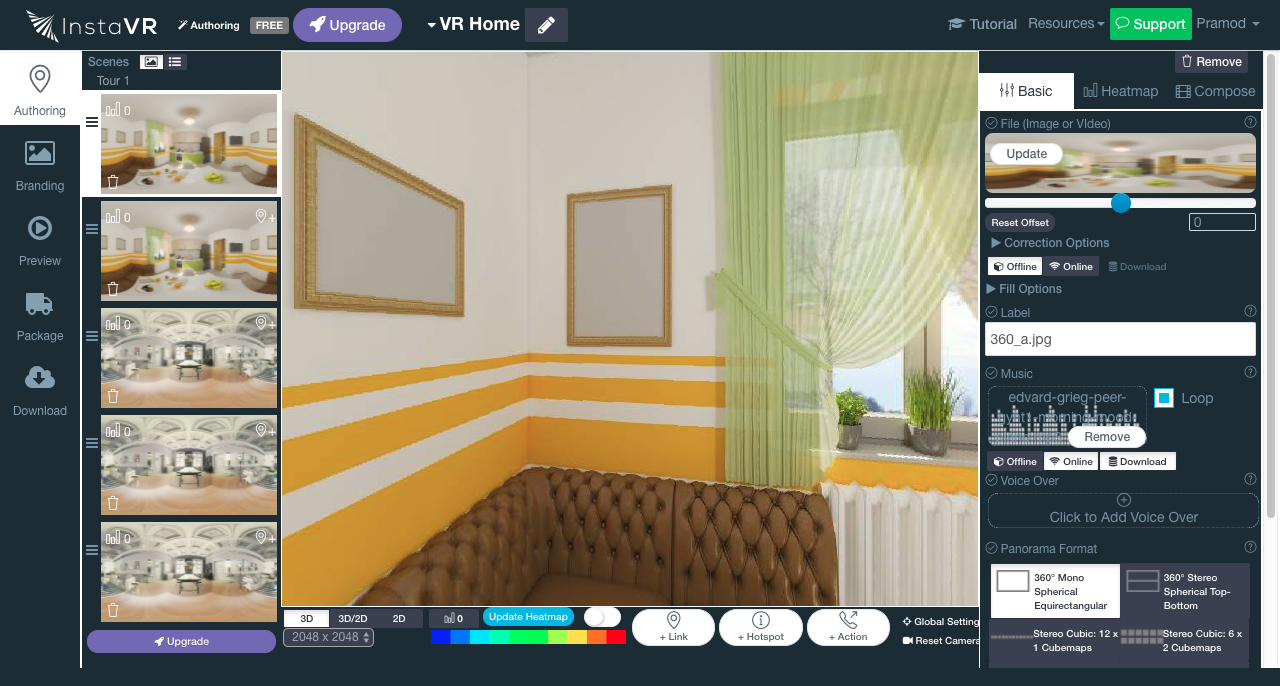 InstaVR
Authoring
FREE
Upgrade
VR Home
Tutorial
Resources
Support
Pramod
Authoring
Branding
Preview
Package
Download
Scenes
Tour 1
0
0
0
0
0
Upgrade
3D 3D/2D 2D
2048 x 2048
0
Update Heatmap
+ Link
+ Hotspot
+ Action
Global Setting
Reset Camera
Remove
Basic
Heatmap
Compose
File (Image or VIdeo)
Update
Reset Offset
0
Correction Options
Offline Online Download
Fill Options
Label
360_a.jpg
Music
edvard-grieg-peer-
Loop
Remove
Offline Online Download
Voice Over
Click to Add Voice Over
Panorama Format
360° Mono
Spherical
Equirectangular
360° Stereo
Spherical Top-
Bottom
Stereo Cubic: 12 x
1 Cubemaps
Stereo Cubic: 6 x
2 Cubemaps